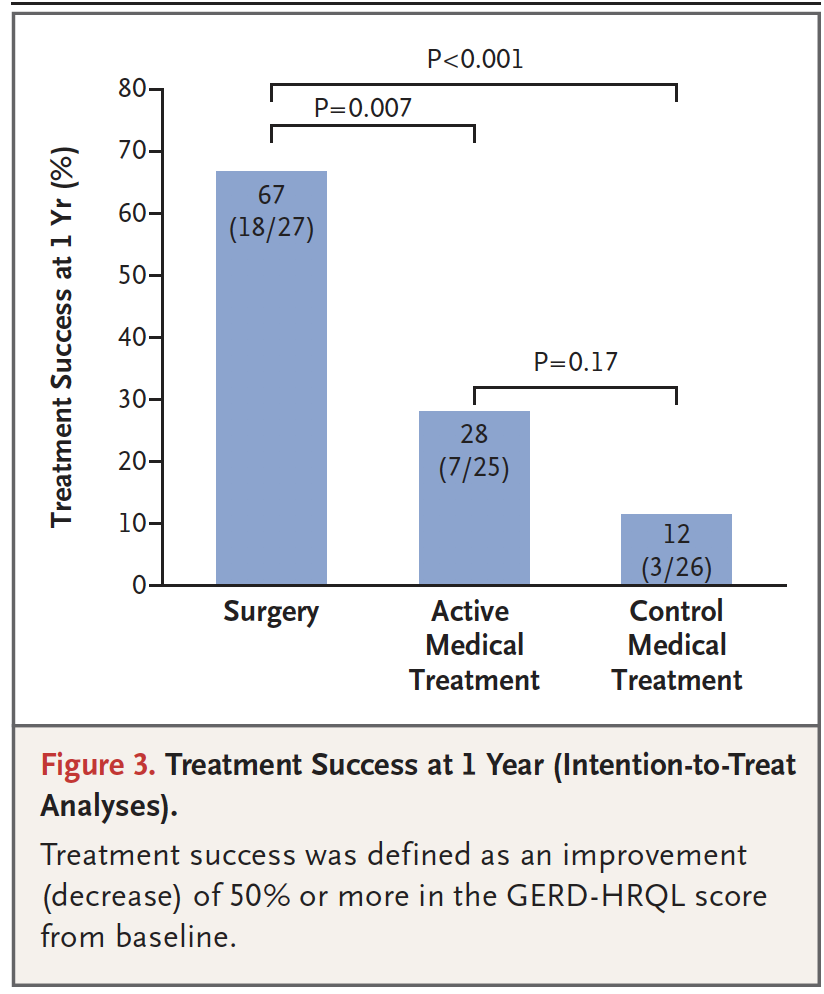 P<0.001
P=0.007
P=0.17
Treatment Success at 1 Yr (%)
80
70
60
50
40
30
20
10
0
67
(18/27)
28
(7/25)
12
(3/26)
Surgery
Active
Medical
Treatment
Control
Medical
Treatment
Figure 3. Treatment Success at 1 Year (Intention-to-Treat
Analyses).
Treatment success was defined as an improvement
(decrease) of 50% or more in the GERD-HRQL score
from baseline.